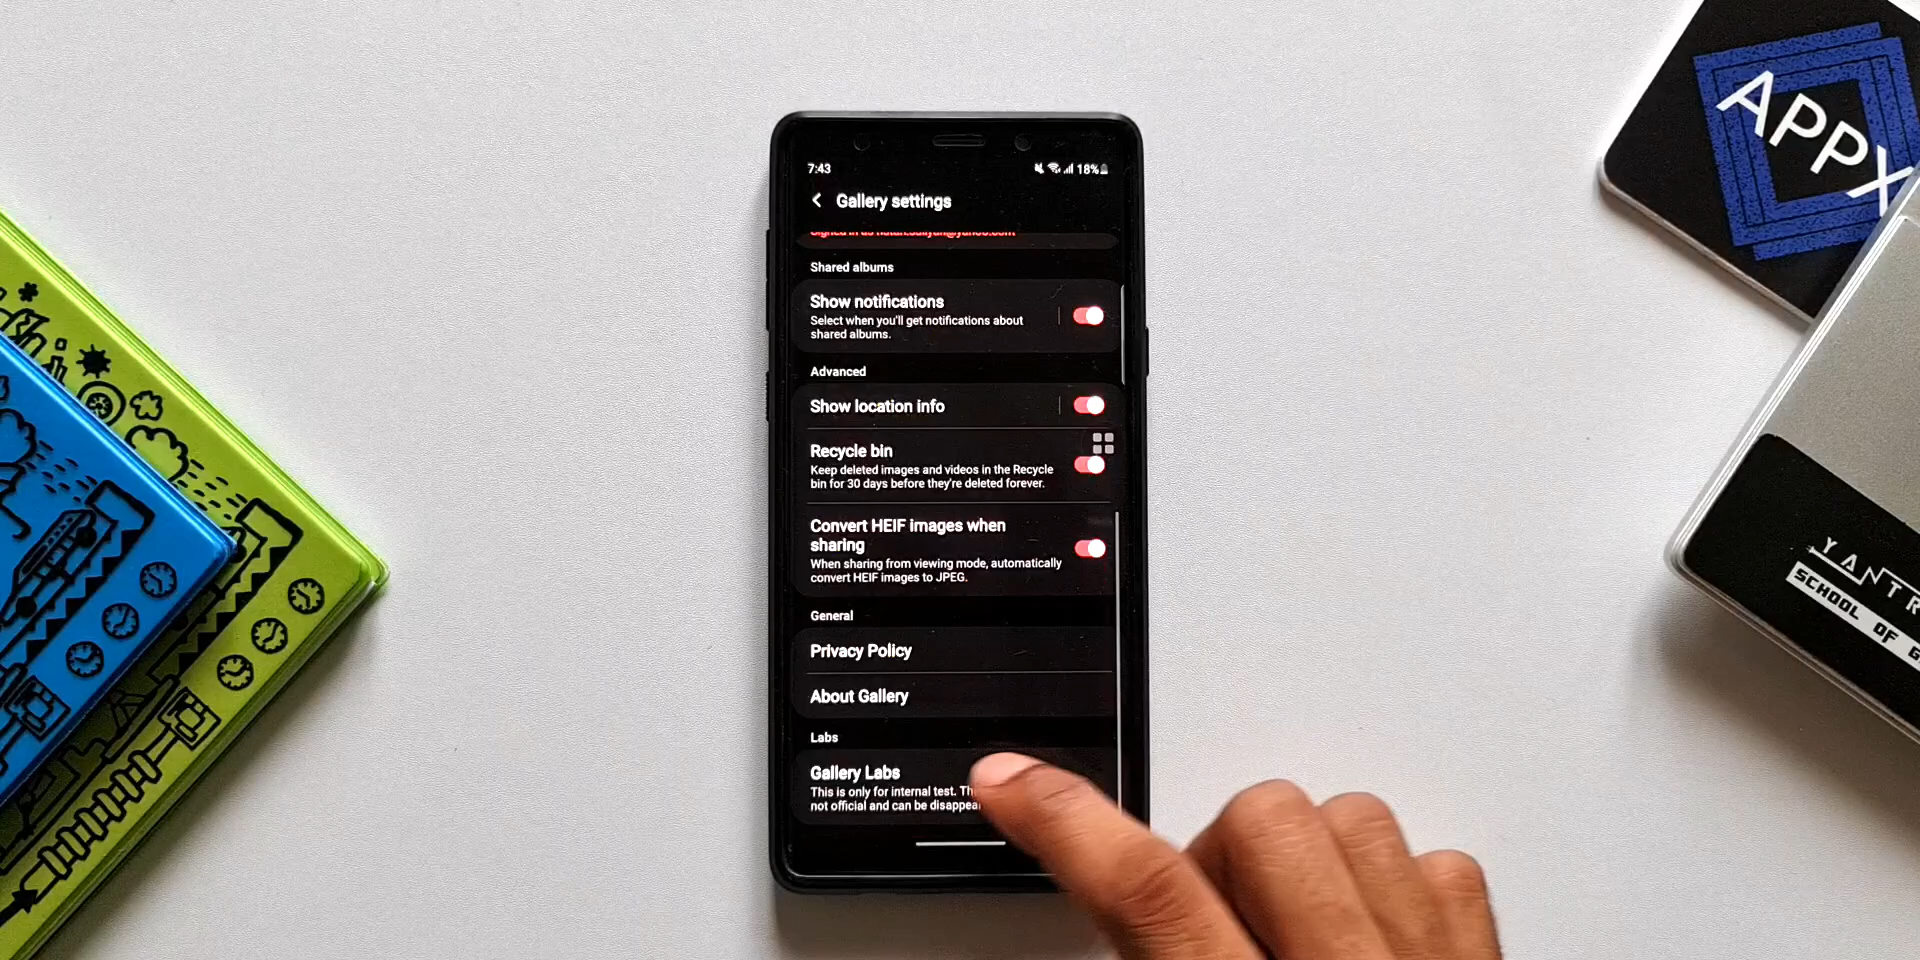 APPX
7:43
18%
Gallery settings
Signed in as
Shared albums
Show notifications
Select when you'll get notifications about
shared albums.
Advanced
Show location info
Recycle bin
Keep deleted images and videos in the Recycle
bin for 30 days before they're deleted forever.
Convert HEIF images when
sharing
When sharing from viewing mode, automatically
convert HEIF images to JPEG.
General
Privacy Policy
About Gallery
Labs
Gallery Labs
This is only for internal test.
not official and can be
YANTR
SCHOOL OF